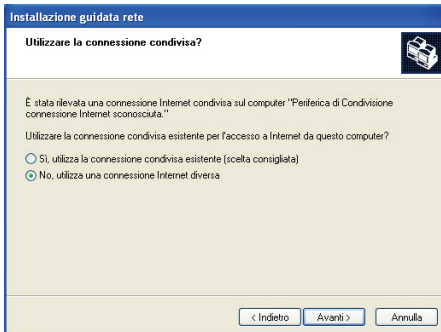 Installazione guidata rete
Utilizzare la connessione condivisa?
È stata rilevata una connessione Internet condivisa sul computer "Periferica di Condivisione
connessione Internet sconosciuta."
Utilizzare la connessione condivisa esistente per l'accesso a Internet da questo computer?
Sì, utilizza la connessione condivisa esistente (scelta consigliata)
No, utilizza una connessione Internet diversa
< Indietro Avanti > Annulla